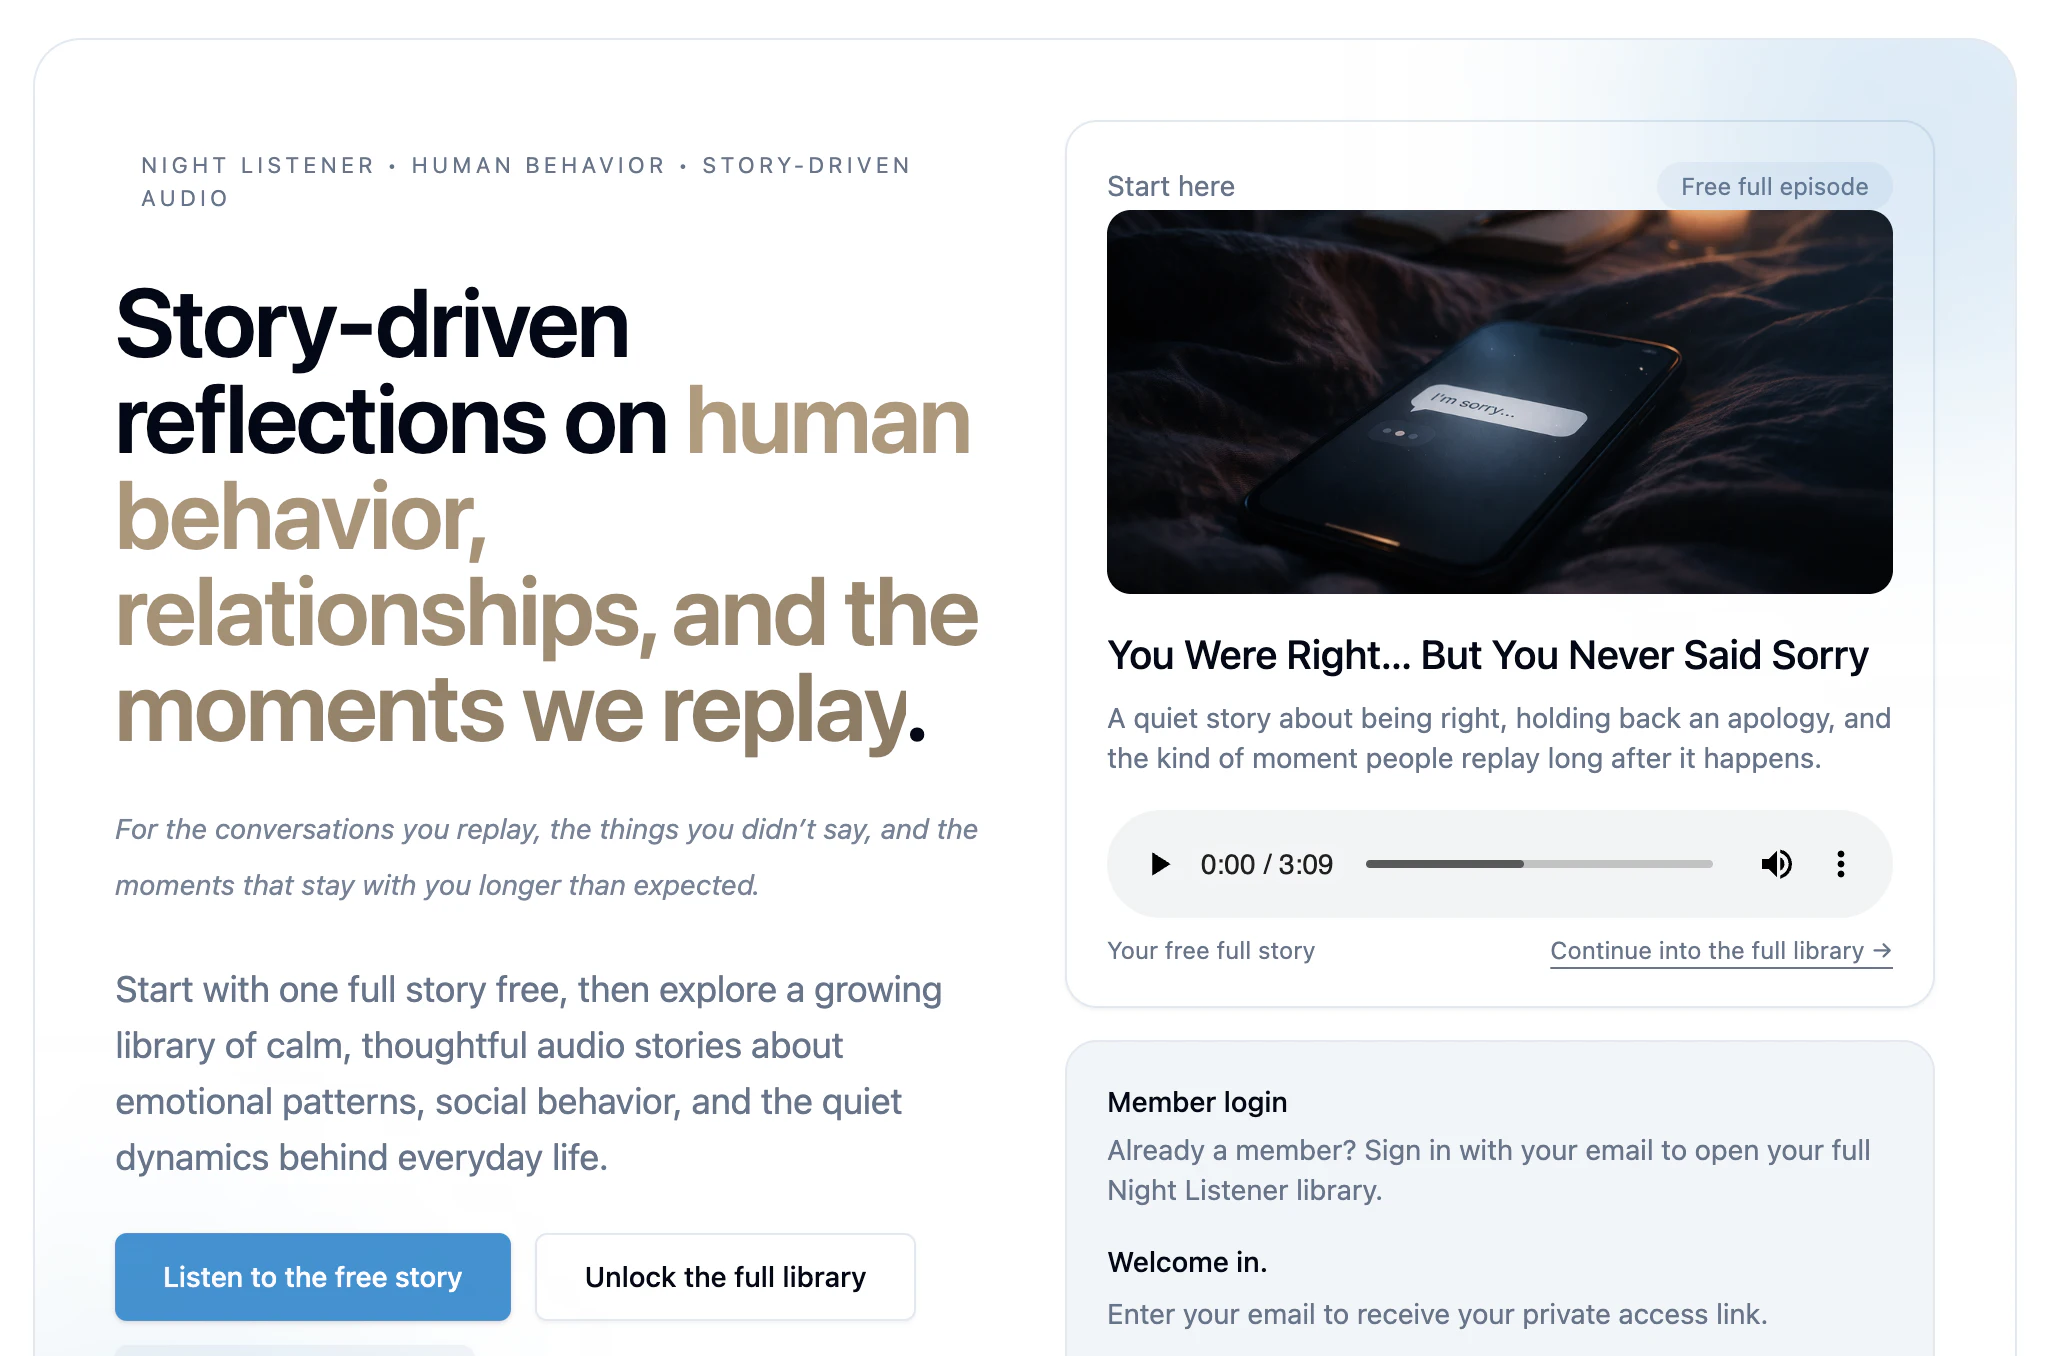 NIGHT LISTENER • HUMAN BEHAVIOR • STORY-DRIVEN
AUDIO
Story-driven
reflections on human
behavior,
relationships, and the
moments we replay.
For the conversations you replay, the things you didn’t say, and the
moments that stay with you longer than expected.
Start with one full story free, then explore a growing
library of calm, thoughtful audio stories about
emotional patterns, social behavior, and the quiet
dynamics behind everyday life.
Listen to the free story
Unlock the full library
Start here
Free full episode
I'm sorry...
You Were Right... But You Never Said Sorry
A quiet story about being right, holding back an apology, and
the kind of moment people replay long after it happens.
0:00 / 3:09
Your free full story
Continue into the full library →
Member login
Already a member? Sign in with your email to open your full
Night Listener library.
Welcome in.
Enter your email to receive your private access link.